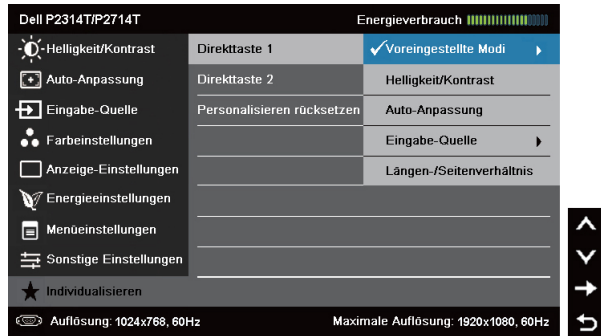 Dell P2314T/P2714T
Energieverbrauch
Helligkeit/Kontrast
Auto-Anpassung
Eingabe-Quelle
Farbeinstellungen
Anzeige-Einstellungen
Energieeinstellungen
Menüeinstellungen
Sonstige Einstellungen
Individualisieren
Direkttaste 1
Direkttaste 2
Personalisieren rücksetzen
Voreingestellte Modi
Helligkeit/Kontrast
Auto-Anpassung
Eingabe-Quelle
Längen-/Seitenverhältnis
Auflösung: 1024x768, 60Hz
Maximale Auflösung: 1920x1080, 60Hz